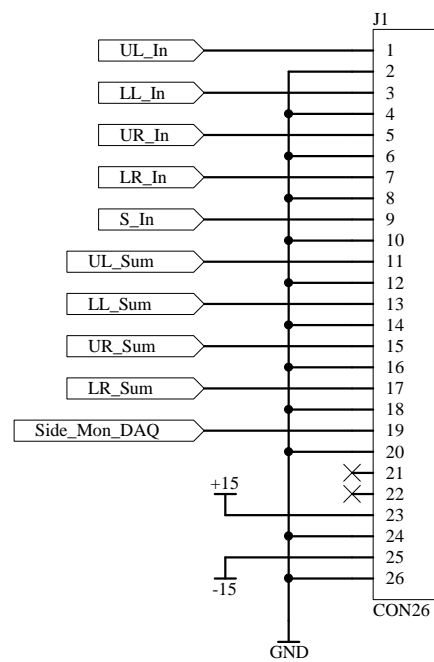 J1
UL_In 1
2
LL_In 3
4
UR_In 5
6
LR_In 7
8
S_In 9
10
UL_Sum 11
12
LL_Sum 13
14
UR_Sum 15
16
LR_Sum 17
18
Side_Mon_DAQ 19
20
21
+15 22
23
24
25
-15 26
CON26
GND